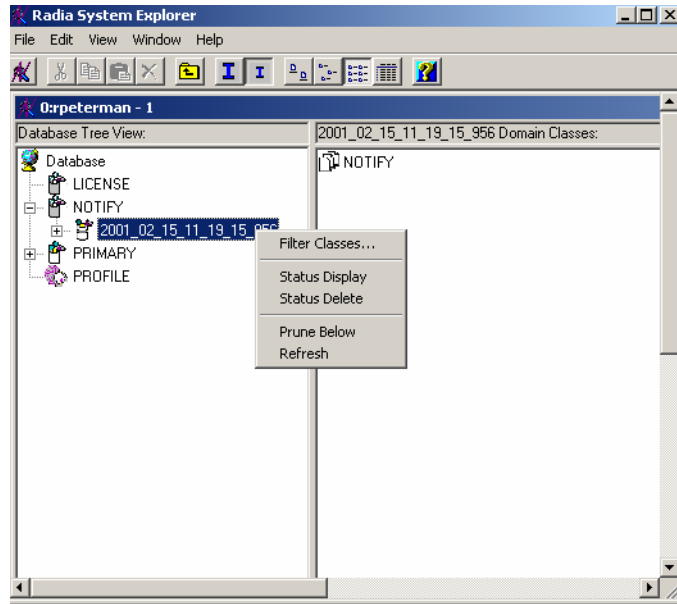 Radia System Explorer
File Edit View Window Help
0:rpeterman - 1
Database Tree View:
2001_02_15_11_19_15_956 Domain Classes:
Database
NOTIFY
LICENSE
NOTIFY
2001_02_15_11_19_15_956
Filter Classes...
PRIMARY
PROFILE
Status Display
Status Delete
Prune Below
Refresh